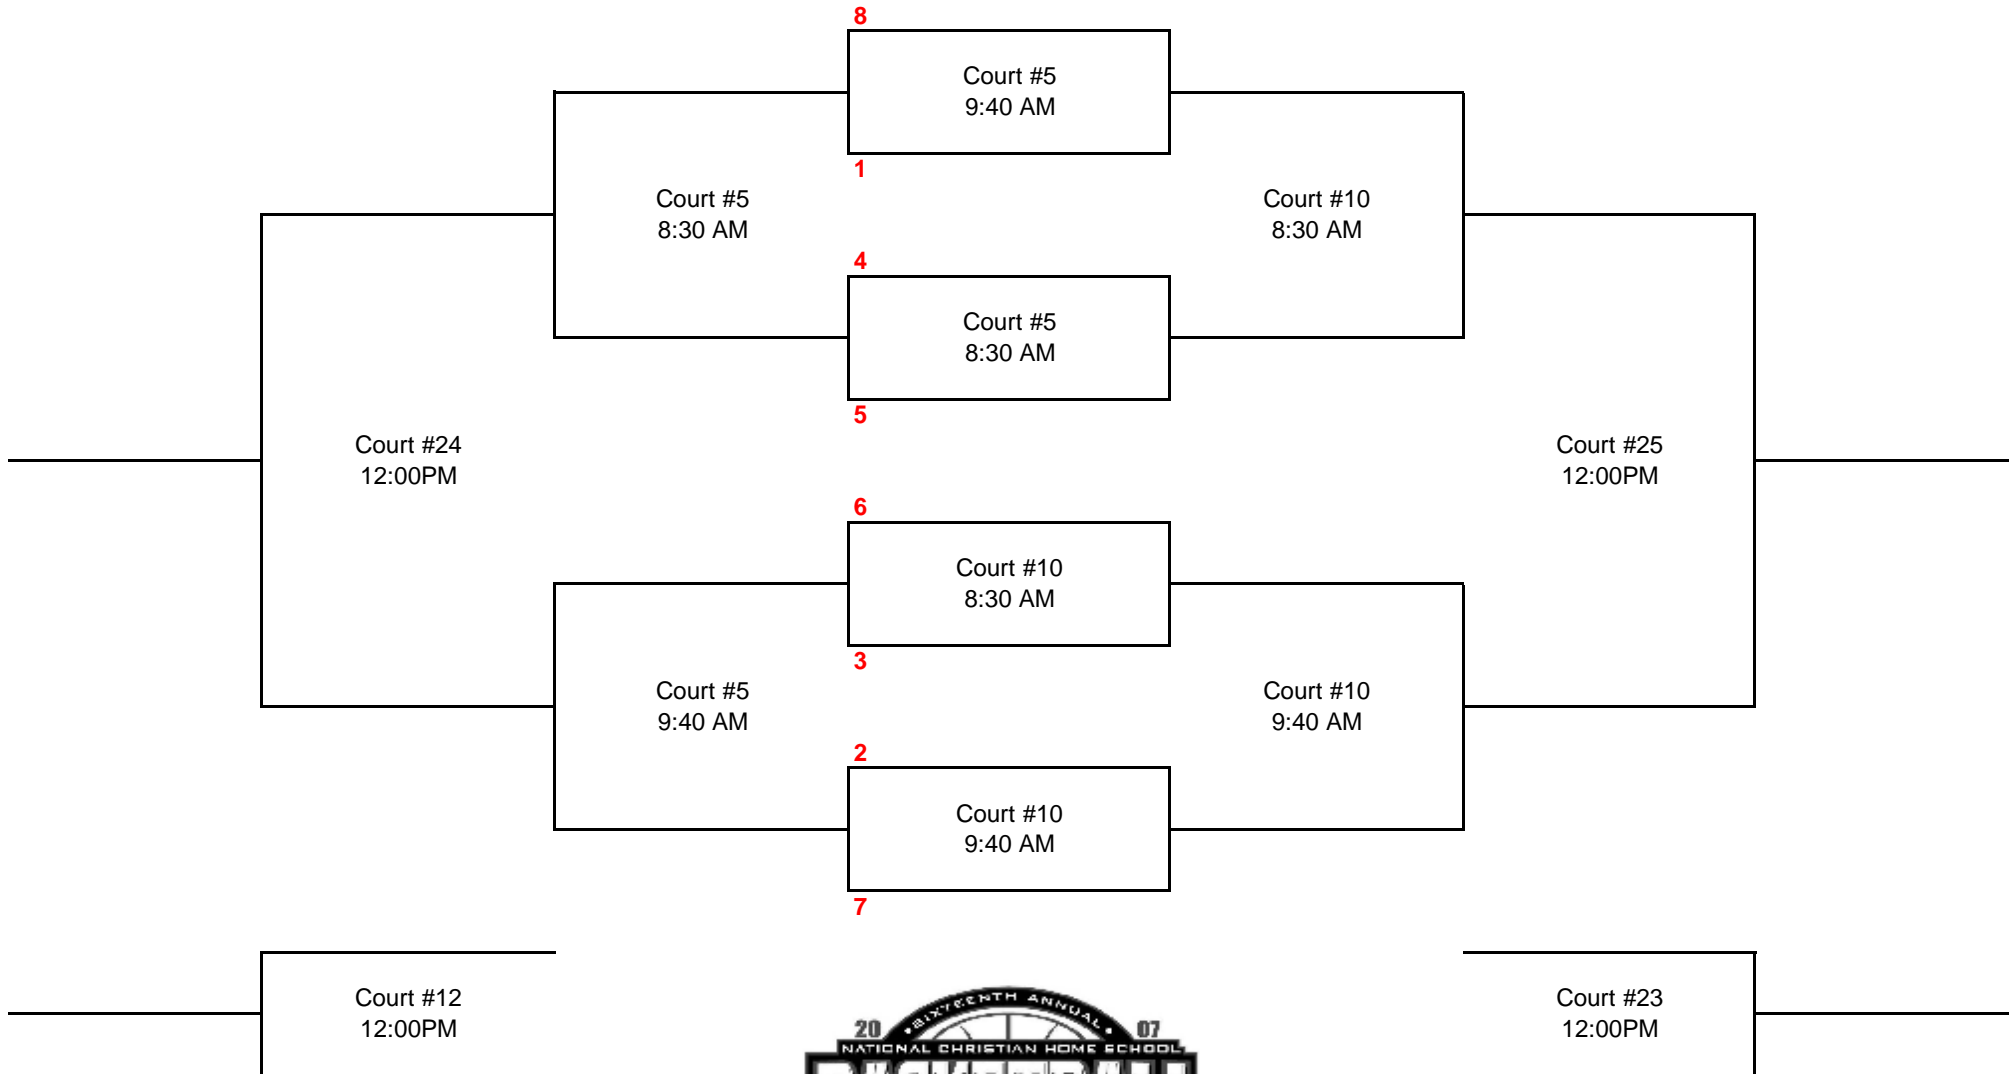 8
Court #5
9:40 AM
1
Court #5
8:30 AM
Court #10
8:30 AM
4
Court #5
8:30 AM
5
Court #24
12:00PM
Court #25
12:00PM
6
Court #10
8:30 AM
3
Court #5
9:40 AM
Court #10
9:40 AM
2
Court #10
9:40 AM
7
Court #12
12:00PM
Court #23
12:00PM
SIXTEENTH ANNUAL
20 07
NATIONAL CHRISTIAN HOME SCHOOL